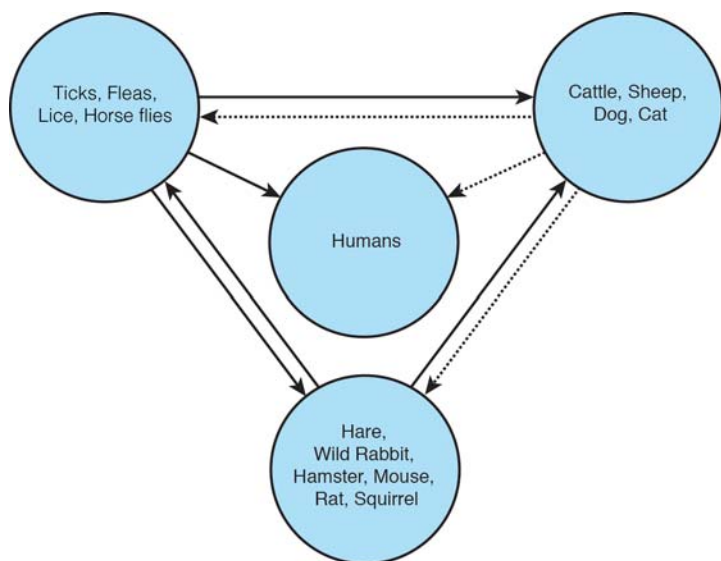 Ticks, Fleas,
Lice, Horse flies
Cattle, Sheep,
Dog, Cat
Humans
Hare,
Wild Rabbit,
Hamster, Mouse,
Rat, Squirrel